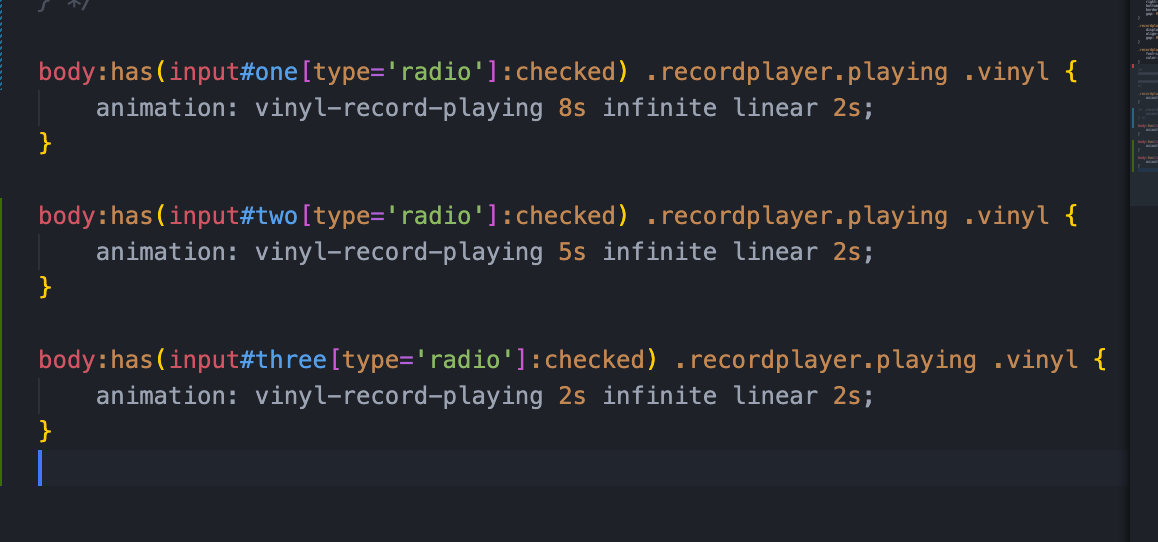 } */
body:has(input#one[type='radio']:checked) .recordplayer.playing .vinyl {
    animation: vinyl-record-playing 8s infinite linear 2s;
}
body:has(input#two[type='radio']:checked) .recordplayer.playing .vinyl {
    animation: vinyl-record-playing 5s infinite linear 2s;
}
body:has(input#three[type='radio']:checked) .recordplayer.playing .vinyl {
    animation: vinyl-record-playing 2s infinite linear 2s;
}